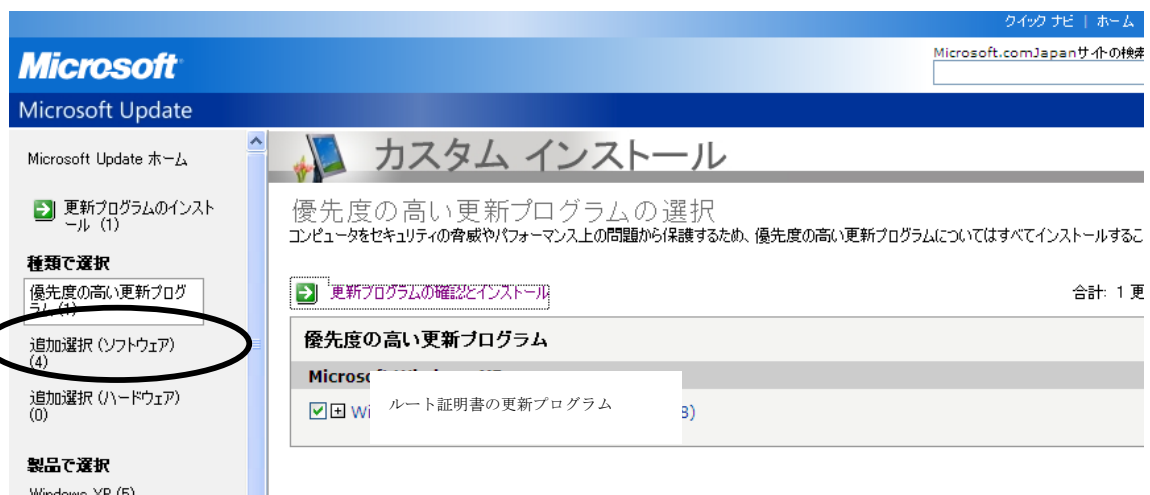 クイック ナビ | ホーム
Microsoft
Microsoft.comJapanサイトの検索
Microsoft Update
Microsoft Update ホーム
更新プログラムのインスト
ール (1)
種類で選択
優先度の高い更新プログ
ラム (1)
追加選択 (ソフトウェア)
(4)
追加選択 (ハードウェア)
(0)
製品で選択
Windows XP (5)
カスタム インストール
優先度の高い更新プログラムの選択
コンピュータをセキュリティの脅威やパフォーマンス上の問題から保護するため、優先度の高い更新プログラムについてはすべてインストールするこ
更新プログラムの確認とインストール
合計: 1 更
優先度の高い更新プログラム
Microsoft Windows XP
ルート証明書の更新プログラム
Wi
8)